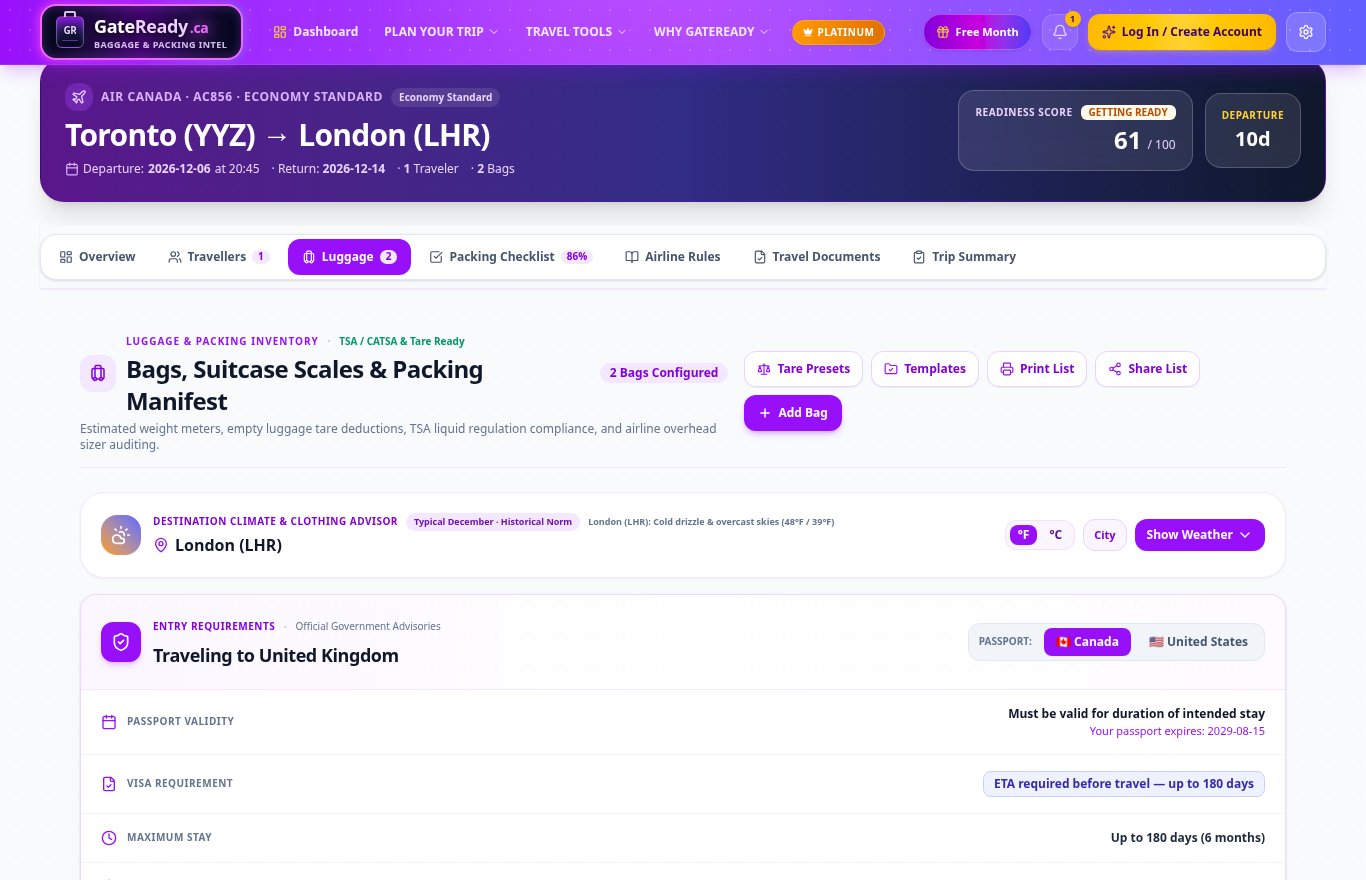 GR
GateReady.ca
BAGGAGE & PACKING INTEL
Dashboard
PLAN YOUR TRIP
TRAVEL TOOLS
WHY GATEREADY
PLATINUM
Free Month
1
Log In / Create Account
AIR CANADA · AC856 · ECONOMY STANDARD
Economy Standard
Toronto (YYZ) → London (LHR)
Departure: 2026-12-06 at 20:45 · Return: 2026-12-14 · 1 Traveler · 2 Bags
READINESS SCORE
GETTING READY
61 / 100
DEPARTURE
10d
Overview
Travellers 1
Luggage 2
Packing Checklist 86%
Airline Rules
Travel Documents
Trip Summary
LUGGAGE & PACKING INVENTORY · TSA / CATSA & Tare Ready
Bags, Suitcase Scales & Packing
Manifest
2 Bags Configured
Estimated weight meters, empty luggage tare deductions, TSA liquid regulation compliance, and airline overhead
sizer auditing.
Tare Presets
Templates
Print List
Share List
Add Bag
DESTINATION CLIMATE & CLOTHING ADVISOR
Typical December · Historical Norm
London (LHR): Cold drizzle & overcast skies (48°F / 39°F)
London (LHR)
°F
°C
City
Show Weather
ENTRY REQUIREMENTS · Official Government Advisories
Traveling to United Kingdom
PASSPORT:
Canada
United States
PASSPORT VALIDITY
Must be valid for duration of intended stay
Your passport expires: 2029-08-15
VISA REQUIREMENT
ETA required before travel — up to 180 days
MAXIMUM STAY
Up to 180 days (6 months)